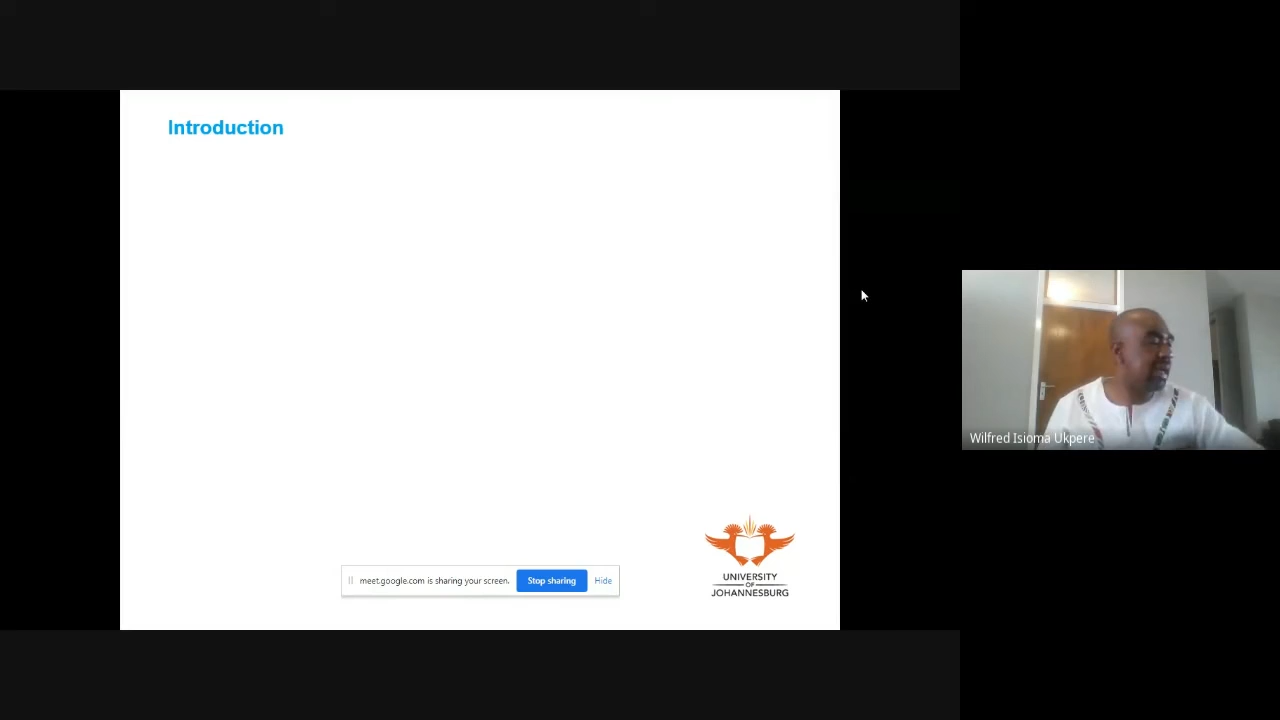 Introduction
meet.google.com is sharing your screen.
Stop sharing
Hide
UNIVERSITY
OF
JOHANNESBURG
Wilfred Isioma Ukpere